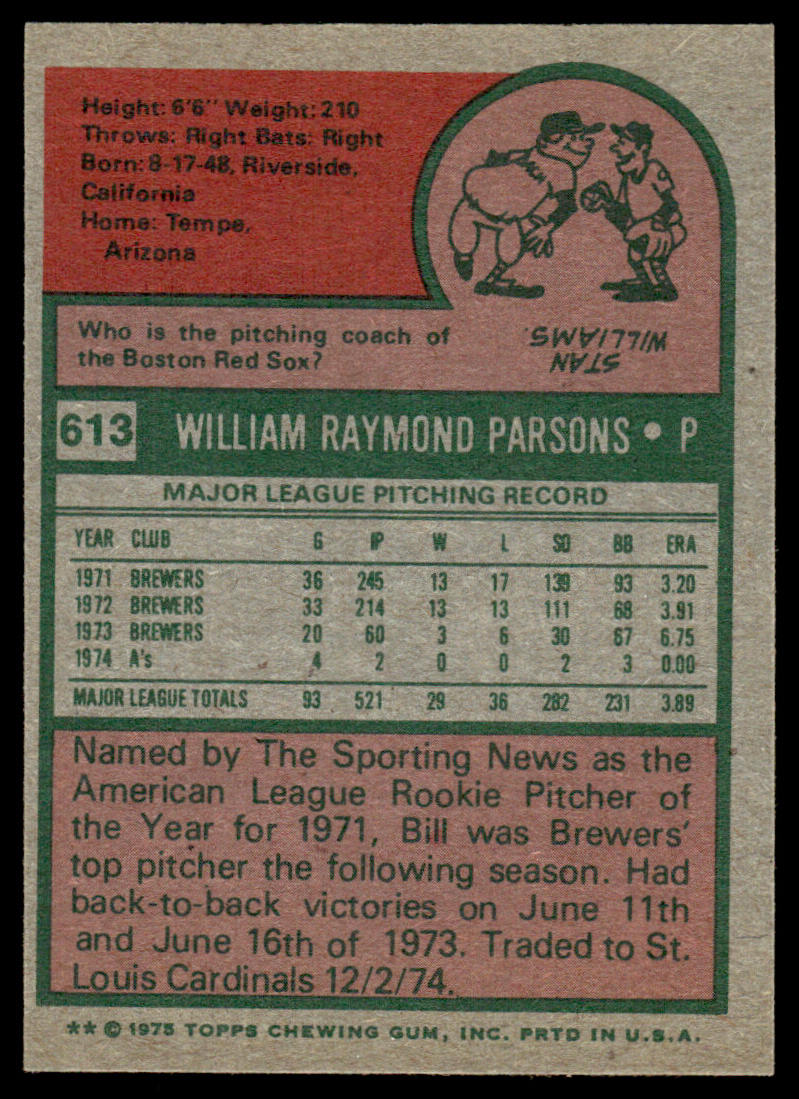 Height: 6'6" Weight: 210
Throws: Right Bats: Right
Born: 8-17-48, Riverside,
California
Home: Tempe,
Arizona
Who is the pitching coach of
the Boston Red Sox?
STAN
WILLIAMS.
613 WILLIAM RAYMOND PARSONS • P
MAJOR LEAGUE PITCHING RECORD
YEAR CLUB G IP W L SO BB ERA
1971 BREWERS 36 245 13 17 139 93 3.20
1972 BREWERS 33 214 13 13 111 68 3.91
1973 BREWERS 20 60 3 6 30 67 6.75
1974 A's 4 2 0 0 2 3 0.00
MAJOR LEAGUE TOTALS 93 521 29 36 282 231 3.89
Named by The Sporting News as the
American League Rookie Pitcher of
the Year for 1971, Bill was Brewers'
top pitcher the following season. Had
back-to-back victories on June 11th
and June 16th of 1973. Traded to St.
Louis Cardinals 12/2/74.
** © 1975 TOPPS CHEWING GUM, INC. PRTD IN U.S.A.